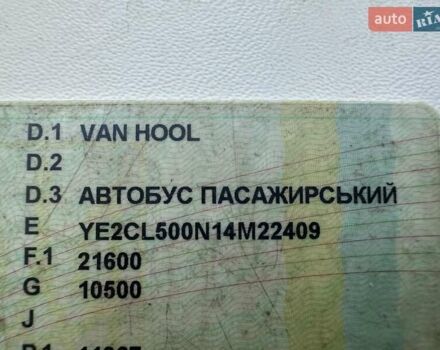 auto RIA
D.1 VAN HOOL
D.2
D.3 АВТОБУС ПАСАЖИРСЬКИЙ
E YE2CL500N14M22409
F.1 21600
G 10500
J